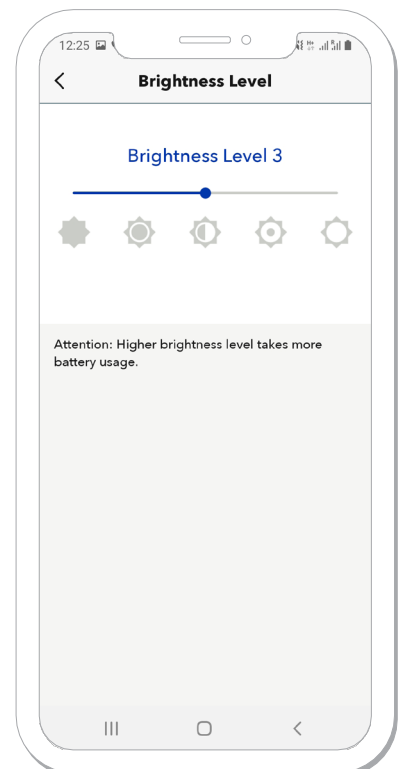 12:25
Brightness Level
Brightness Level 3
Attention: Higher brightness level takes more
battery usage.